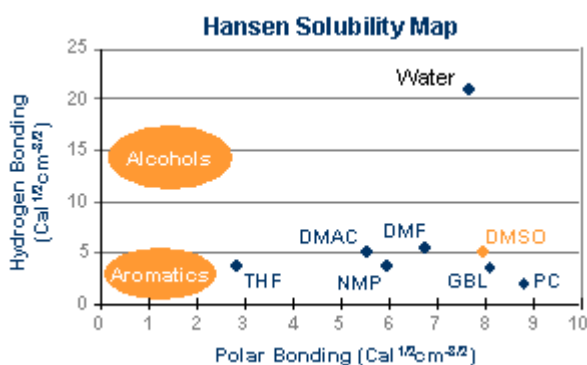 Hansen Solubility Map
Hydrogen Bonding
(Cal 1/2cm-3/2)
25
20
15
10
5
0
Water
Alcohols
DMAC
DMF
DMSO
Aromatics
THF
NMP
GBL
PC
0 1 2 3 4 5 6 7 8 9 10
Polar Bonding (Cal 1/2cm-3/2)